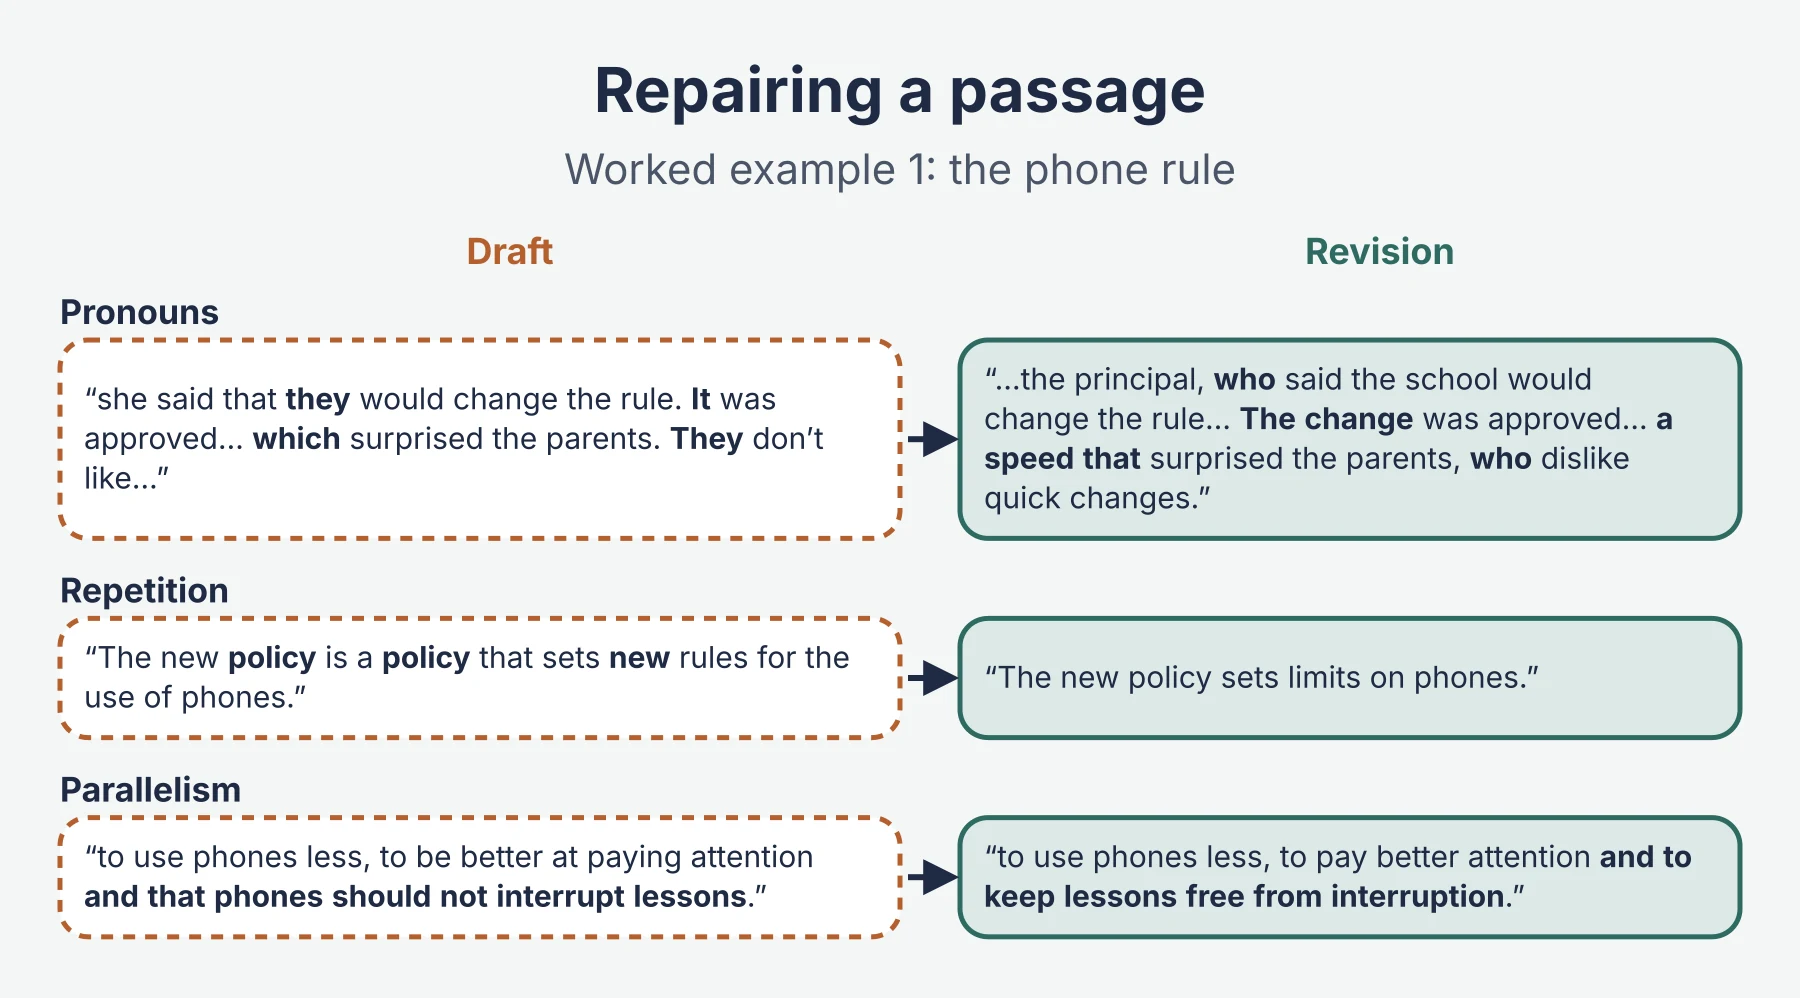 Repairing a passage
Worked example 1: the phone rule
Draft
Revision
Pronouns
“she said that they would change the rule. It was
approved… which surprised the parents. They don’t
like…”
“…the principal, who said the school would
change the rule… The change was approved… a
speed that surprised the parents, who dislike
quick changes.”
Repetition
“The new policy is a policy that sets new rules for the
use of phones.”
“The new policy sets limits on phones.”
Parallelism
“to use phones less, to be better at paying attention
and that phones should not interrupt lessons.”
“to use phones less, to pay better attention and to
keep lessons free from interruption.”